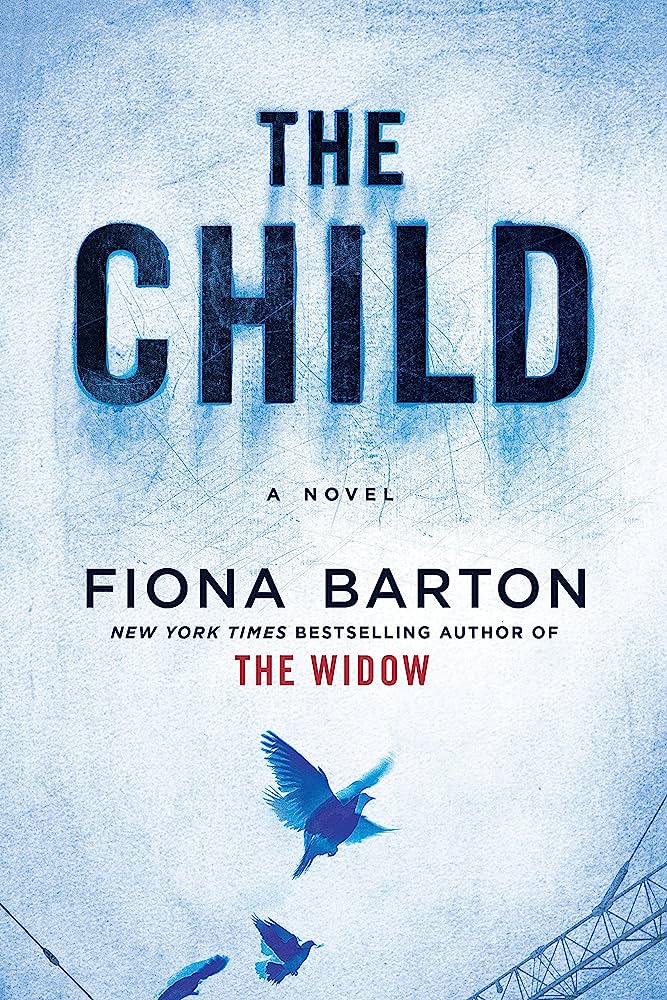 THE
CHILD
A NOVEL
FIONA BARTON
NEW YORK TIMES BESTSELLING AUTHOR OF
THE WIDOW